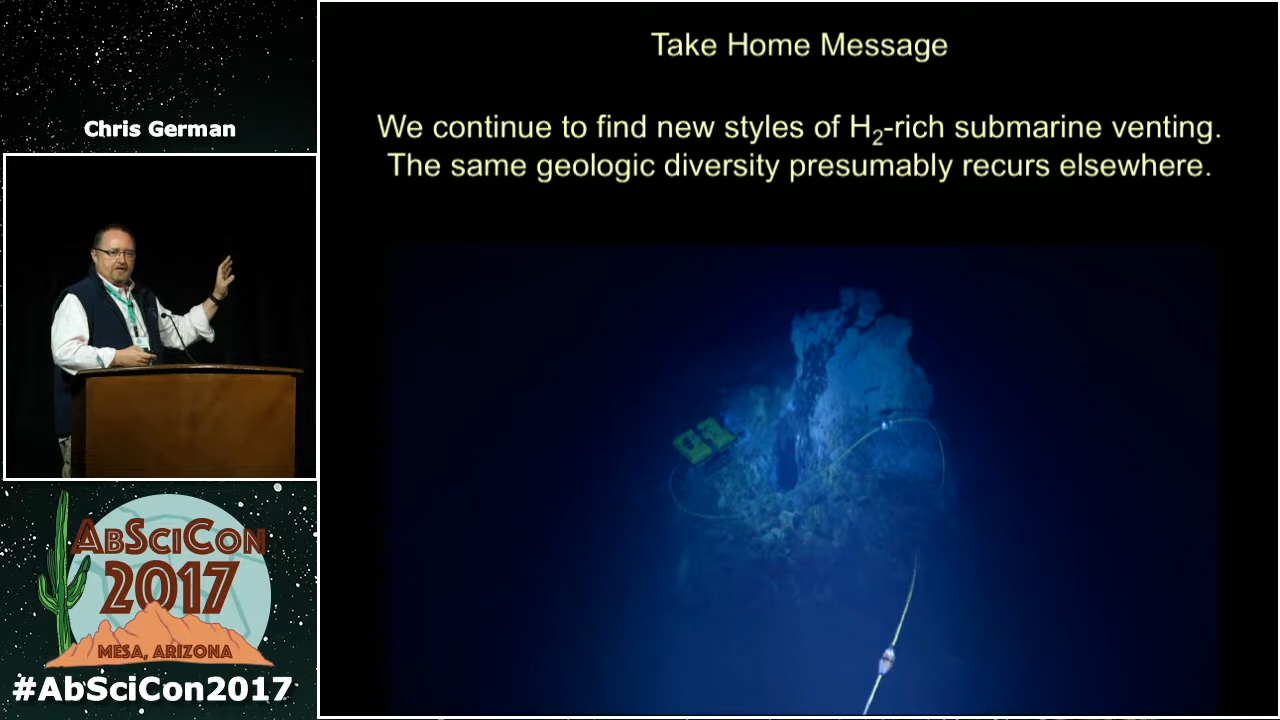 Chris German
Take Home Message
We continue to find new styles of H₂-rich submarine venting.
The same geologic diversity presumably recurs elsewhere.
AbSciCon
2017
MESA, ARIZONA
#AbSciCon2017